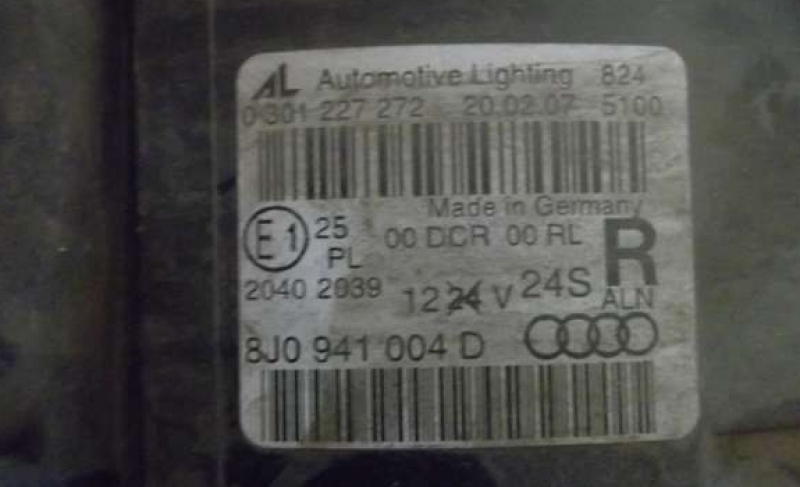 AL Automotive Lighting 824
0 301 227 272 20.02.07 5100
Made in Germany
E1 25 00 DCR 00 RL R
PL
2040 2039 12 24 V 24S ALN
8J0 941 004 D